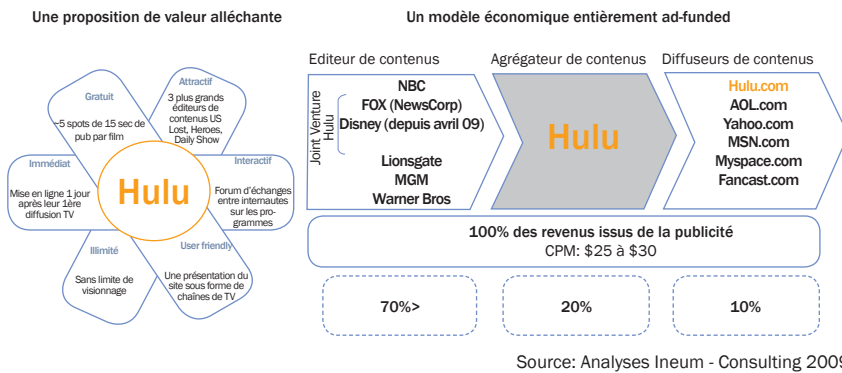 Une proposition de valeur alléchante
Un modèle économique entièrement ad-funded
Attractif
3 plus grands
éditeurs de
contenus US
Lost, Heroes,
Daily Show
Gratuit
~5 spots de 15 sec de
pub par film
Immédiat
Mise en ligne 1 jour
après leur 1ère
diffusion TV
Hulu
Interactif
Forum d'échanges
entre internautes
sur les pro-
grammes
Illimité
Sans limite de
visionnage
User friendly
Une présentation du
site sous forme de
chaînes de TV
Editeur de contenus
Joint Venture
Hulu
NBC
FOX (NewsCorp)
Disney (depuis avril 09)
Lionsgate
MGM
Warner Bros
Agrégateur de contenus
Hulu
Diffuseurs de contenus
Hulu.com
AOL.com
Yahoo.com
MSN.com
Myspace.com
Fancast.com
100% des revenus issus de la publicité
CPM: $25 à $30
70%>
20%
10%
Source: Analyses Ineum - Consulting 2009